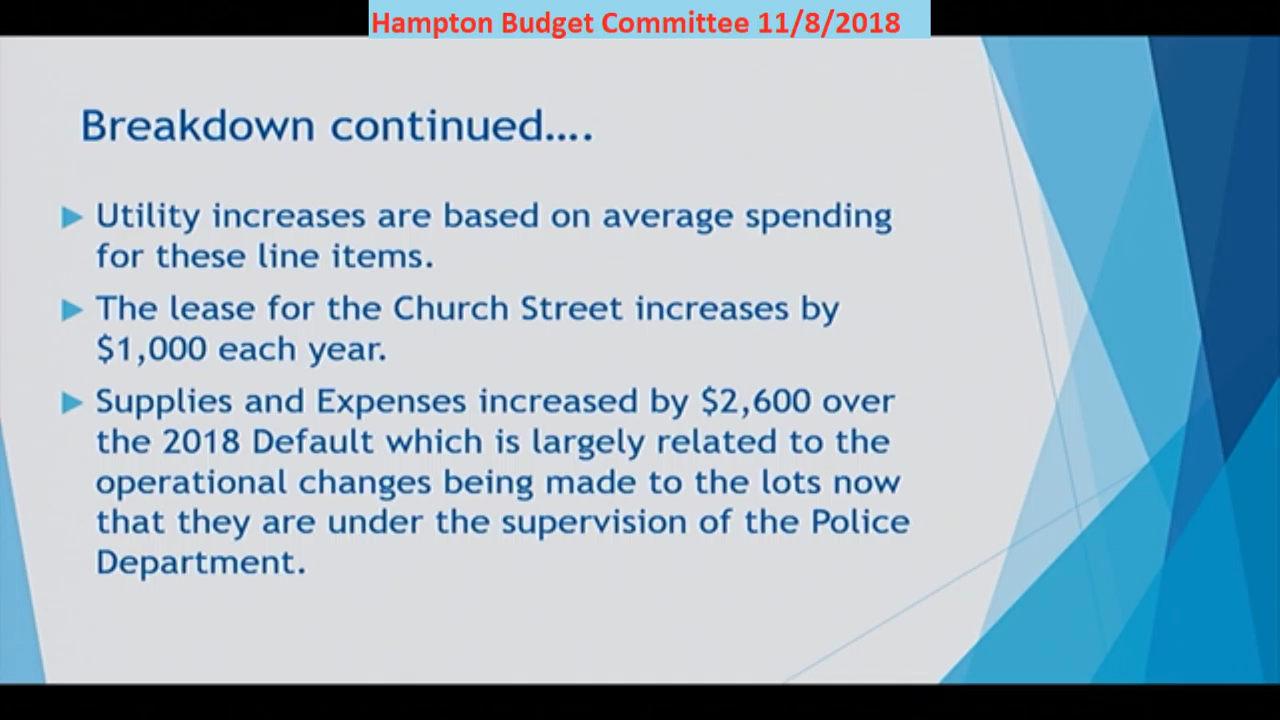 Hampton Budget Committee 11/8/2018
Breakdown continued....
Utility increases are based on average spending
for these line items.
The lease for the Church Street increases by
$1,000 each year.
Supplies and Expenses increased by $2,600 over
the 2018 Default which is largely related to the
operational changes being made to the lots now
that they are under the supervision of the Police
Department.